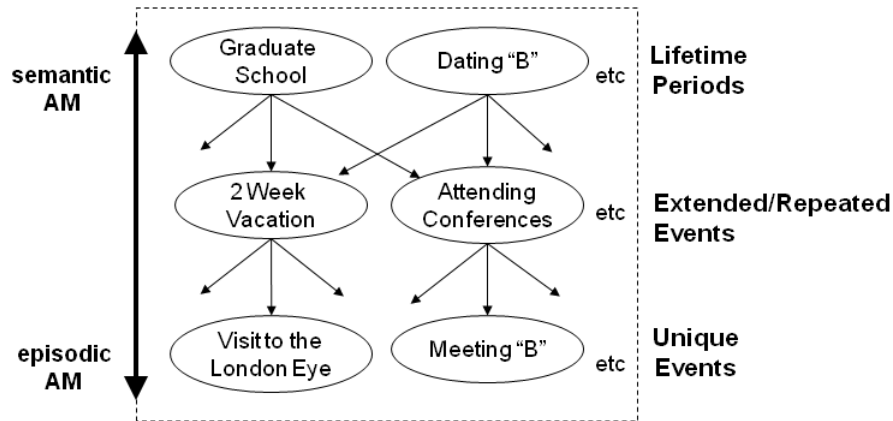 semantic
AM
Graduate
School
Dating “B”
etc
Lifetime
Periods
2 Week
Vacation
Attending
Conferences
etc
Extended/Repeated
Events
episodic
AM
Visit to the
London Eye
Meeting “B”
etc
Unique
Events